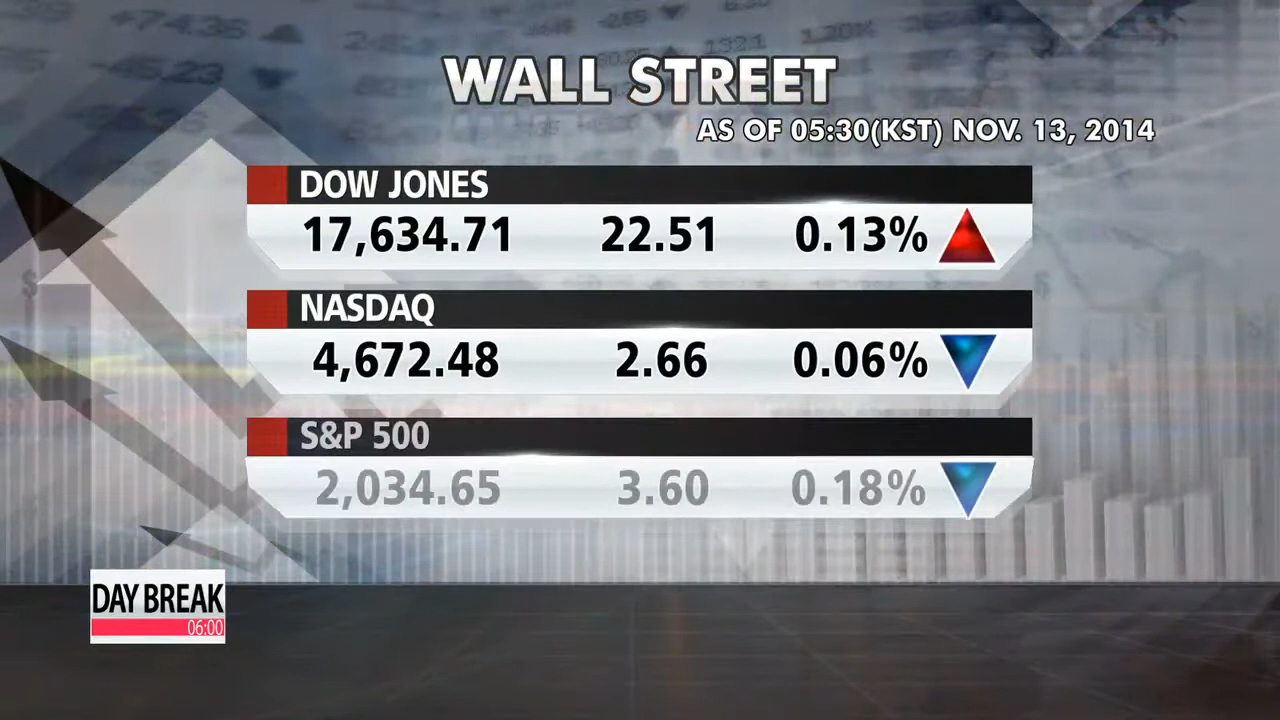 WALL STREET
AS OF 05:30(KST) NOV. 13, 2014
DOW JONES
17,634.71 22.51 0.13%
NASDAQ
4,672.48 2.66 0.06%
S&P 500
2,034.65 3.60 0.18%
DAY BREAK
06:00